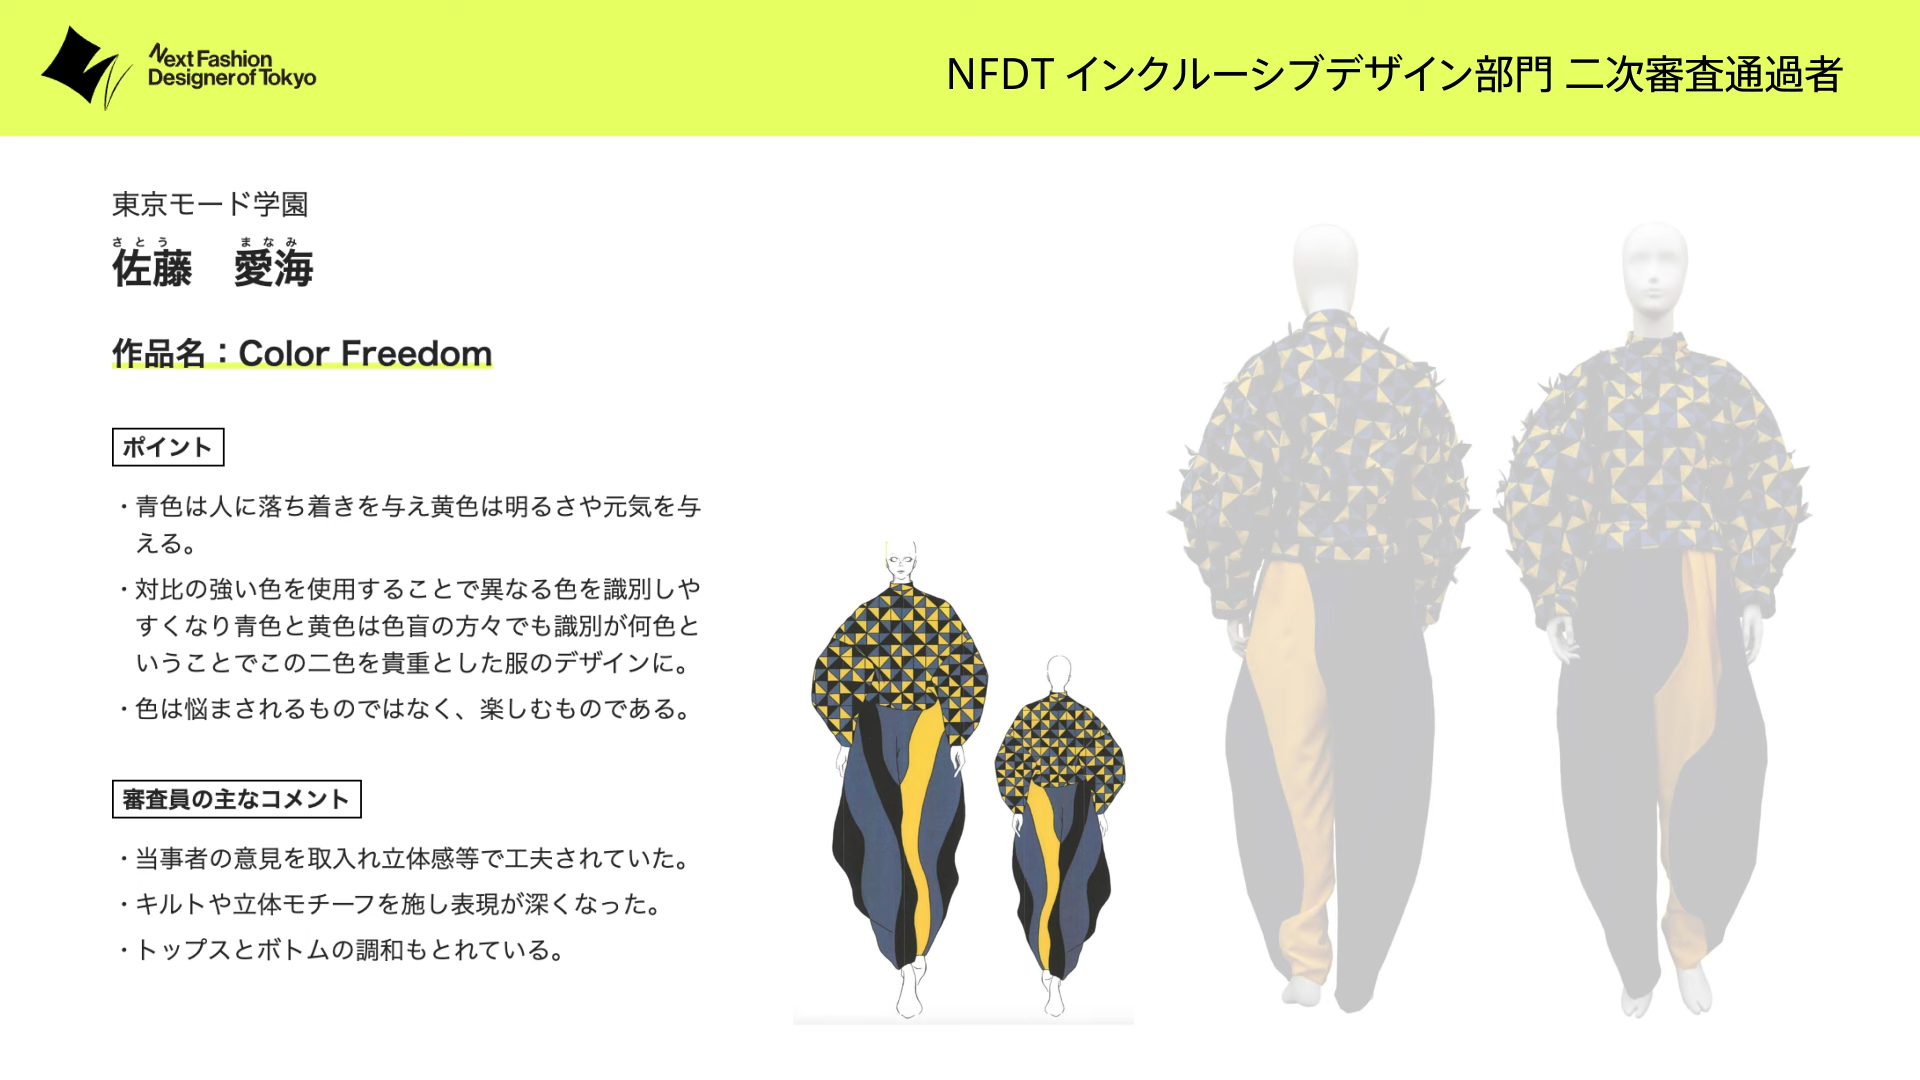 Next Fashion
Designer of Tokyo
NFDT インクルーシブデザイン部門 二次審査通過者
東京モード学園
さとう まなみ
佐藤 愛海
作品名：Color Freedom
ポイント
・青色は人に落ち着きを与え黄色は明るさや元気を与
える。
・対比の強い色を使用することで異なる色を識別しや
すくなり青色と黄色は色盲の方々でも識別が何色と
いうことでこの二色を貴重とした服のデザインに。
・色は悩まされるものではなく、楽しむものである。
審査員の主なコメント
・当事者の意見を取入れ立体感等で工夫されていた。
・キルトや立体モチーフを施し表現が深くなった。
・トップスとボトムの調和もとれている。